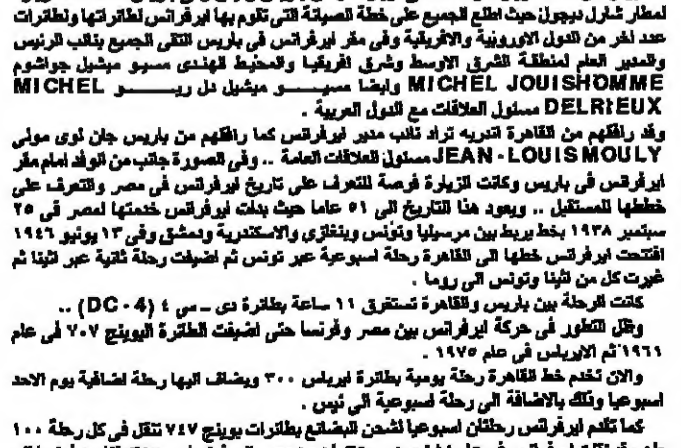 لمطار شارل ديجول حيث اطلع الجميع على خطة الصيانة التى تقوم بها ايرفرانس لطائراتها ولطائرات
عدد اخر من الدول الاوروبية والافريقية وفى مقر ايرفرانس فى باريس التقى الجميع بنائب الرئيس
والمدير العام لمنطقة الشرق الاوسط وشرق افريقيا والمحيط الهندى مسيو ميشيل جواشوم
MICHEL JOUISHOMME وايضا مسيو ميشيل دل ريو MICHEL
DELRIEUX مسئول العلاقات مع الدول العربية .
وقد رافقهم من القاهرة اندريه تراد نائب مدير ايرفرانس كما رافقهم من باريس جان لوى مولى
JEAN - LOUIS MOULY مسئول العلاقات العامة .. وفى الصورة جانب من الوفد امام مقر
ايرفرانس فى باريس وكانت الزيارة فرصة للتعرف على تاريخ ايرفرانس فى مصر والتعرف على
خططها للمستقبل .. ويعود هذا التاريخ الى ٥١ عاما حيث بدات ايرفرانس خدمتها لمصر فى ٢٥
سبتمبر ١٩٣٨ بخط يربط بين مرسيليا وتونس وبنغازى والاسكندرية ودمشق وفى ١٣ يونيو ١٩٤٦
افتتحت ايرفرانس خطها الى القاهرة رحلة اسبوعية عبر تونس ثم اضيفت رحلة ثانية عبر اثينا ثم
غيرت كل من اثينا وتونس الى روما .
كانت الرحلة بين باريس والقاهرة تستغرق ١١ ساعة بطائرة دى - سى ٤ (DC - 4) ..
وظل التطور فى حركة ايرفرانس بين مصر وفرنسا حتى اضيفت الطائرة البوينج ٧٠٧ فى عام
١٩٦١ ثم الايرباس فى عام ١٩٧٥ .
والان تخدم خط القاهرة رحلة يومية بطائرة ايرباس ٣٠٠ ويضاف اليها رحلة اضافية يوم الاحد
اسبوعيا وذلك بالاضافة الى رحلة اسبوعية الى نيس .
كما تقدم ايرفرانس رحلتان اسبوعيا لشحن البضائع بطائرات بوينج ٧٤٧ تنقل فى كل رحلة ١٠٠